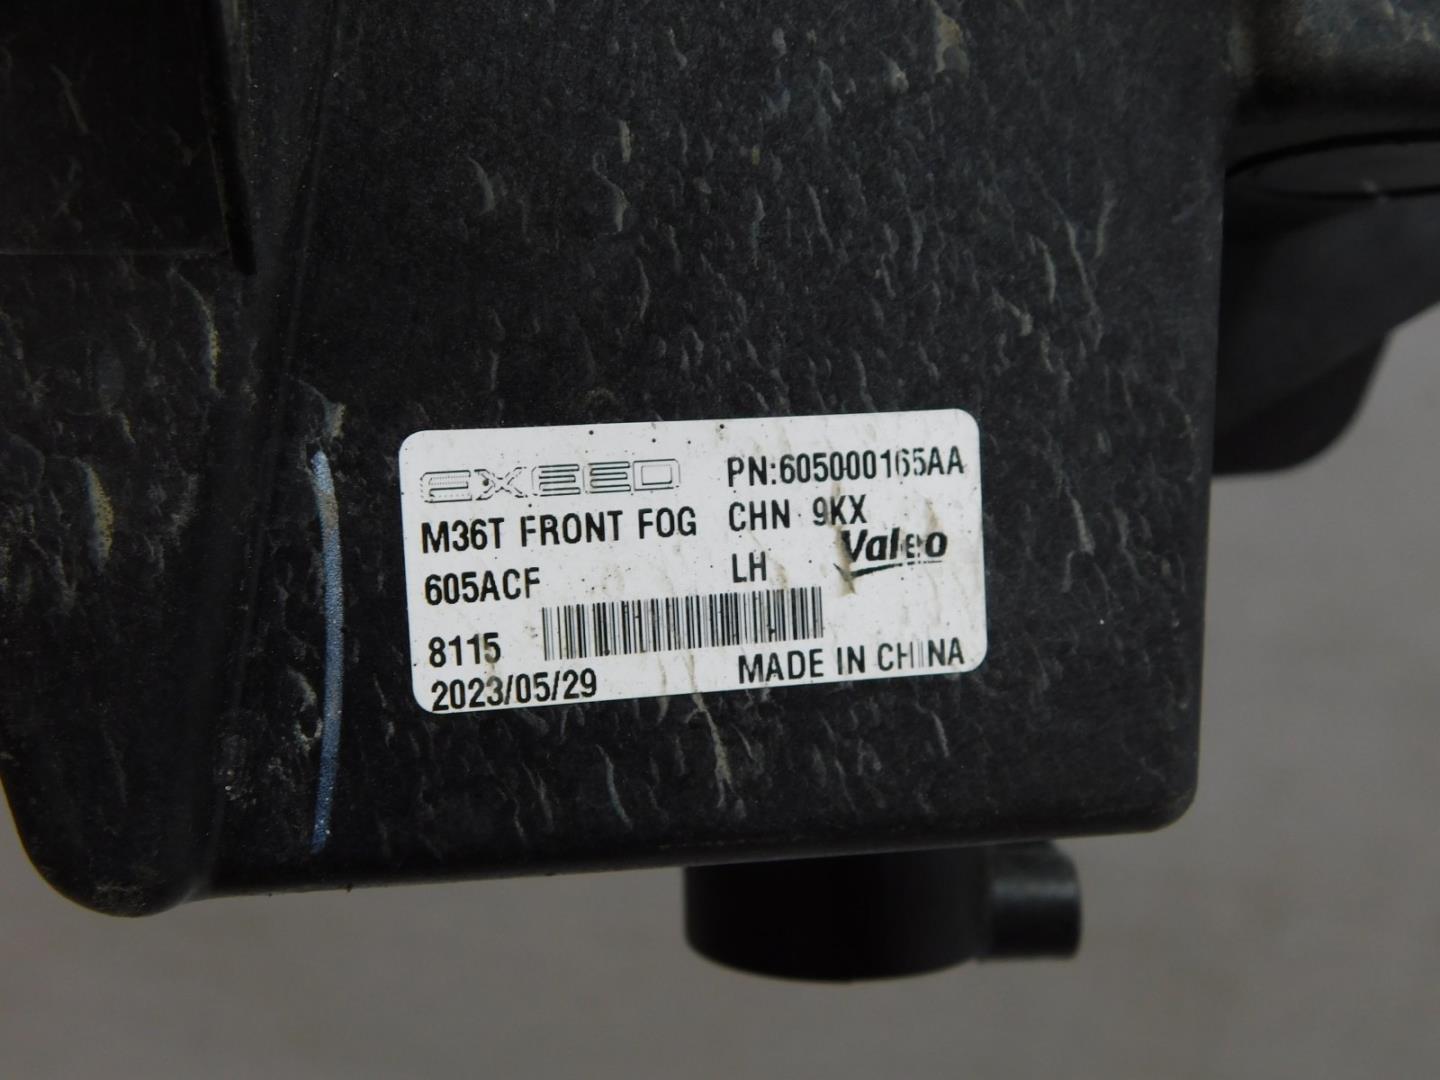 EXEED PN:605000165AA
M36T FRONT FOG CHN 9KX
605ACF LH Valeo
8115
2023/05/29 MADE IN CHINA